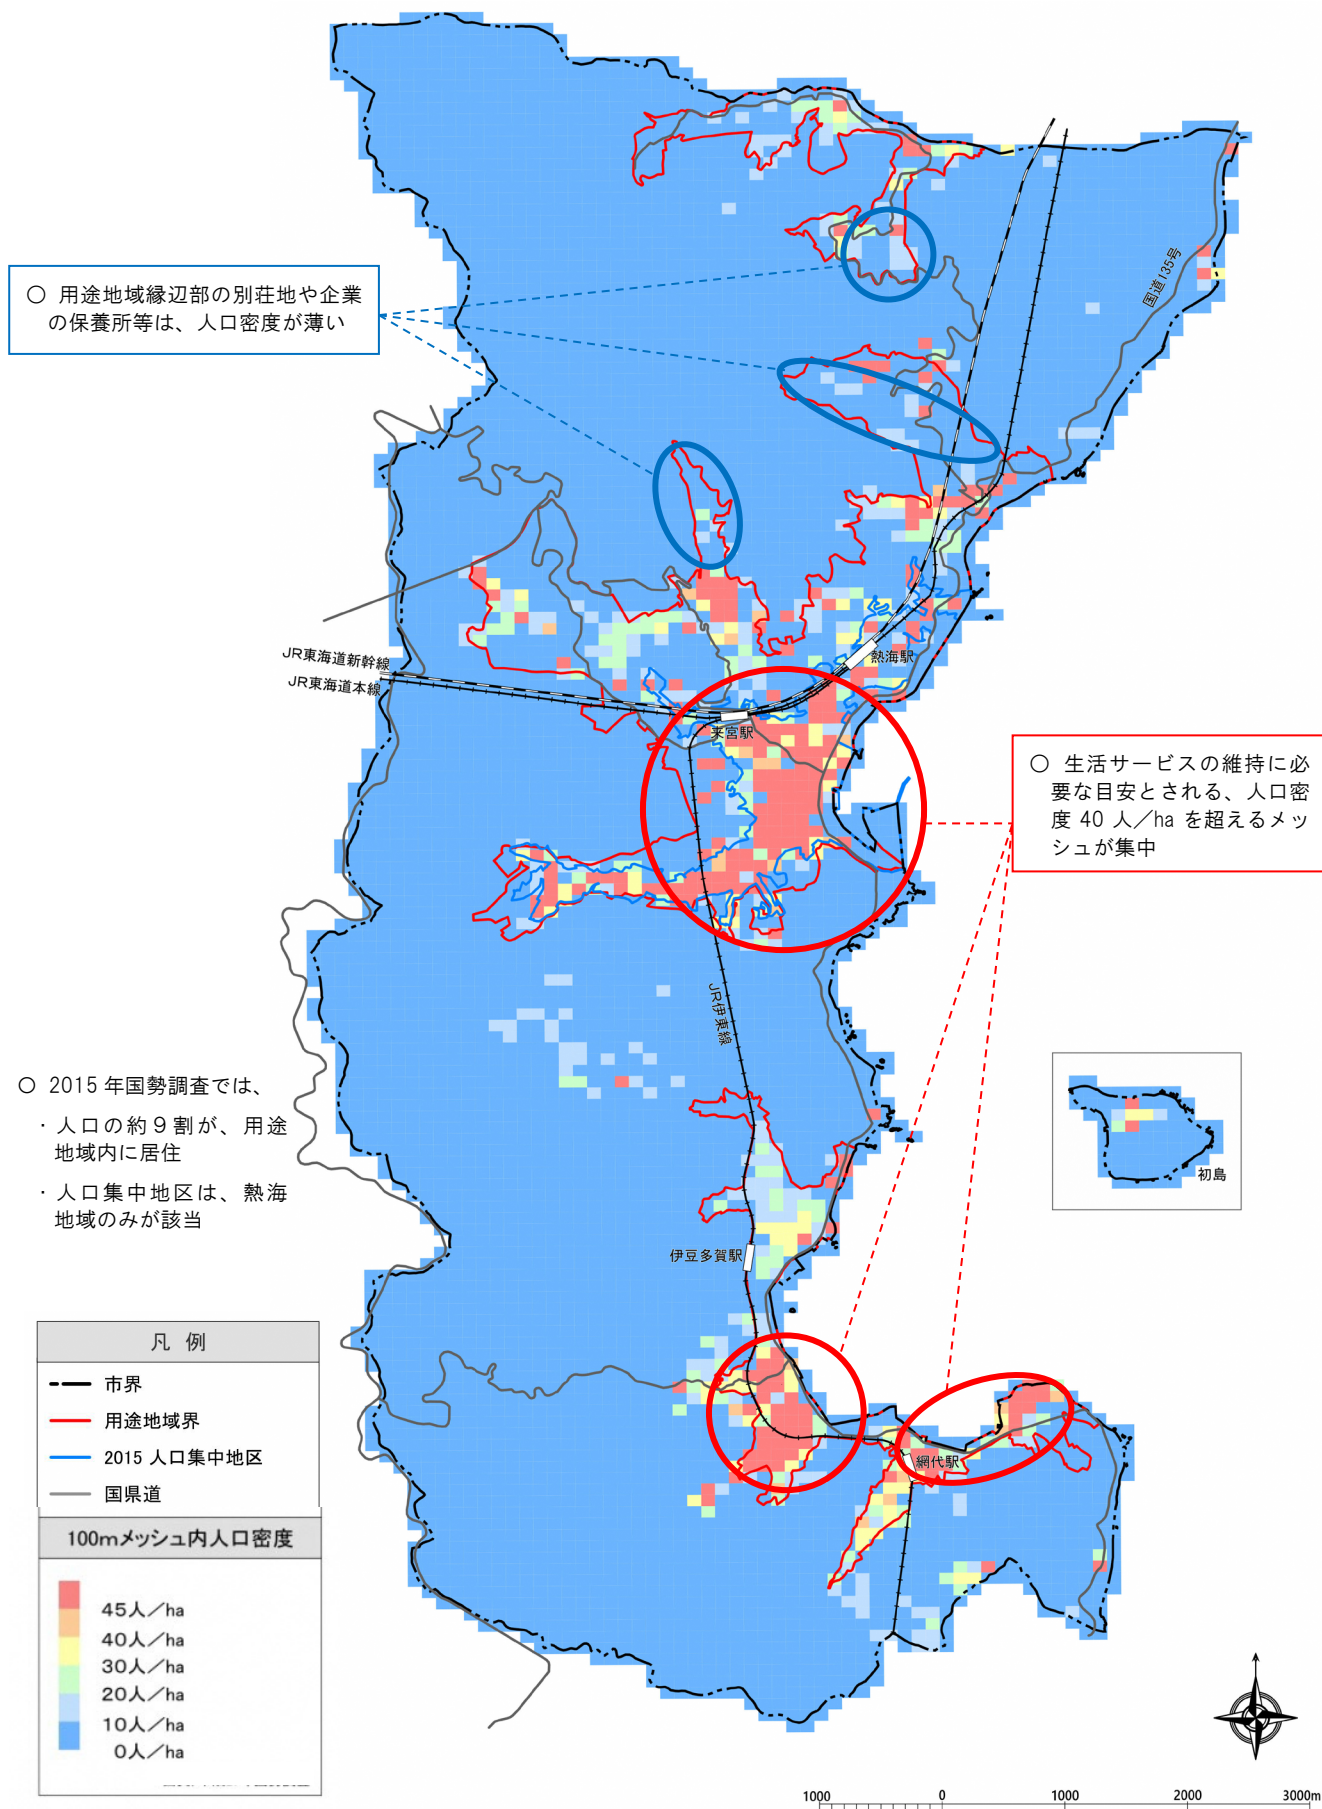 ○ 用途地域縁辺部の別荘地や企業
の保養所等は、人口密度が薄い
国道135号
熱海駅
JR東海道新幹線
JR東海道本線
来宮駅
○ 生活サービスの維持に必
要な目安とされる、人口密
度 40 人／ha を超えるメッ
シュが集中
JR伊東線
○ 2015 年国勢調査では、
・人口の約９割が、用途
地域内に居住
・人口集中地区は、熱海
地域のみが該当
初島
伊豆多賀駅
網代駅
凡 例
市界
用途地域界
2015 人口集中地区
国県道
100mメッシュ内人口密度
45人／ha
40人／ha
30人／ha
20人／ha
10人／ha
0人／ha
1000 0 1000 2000 3000m